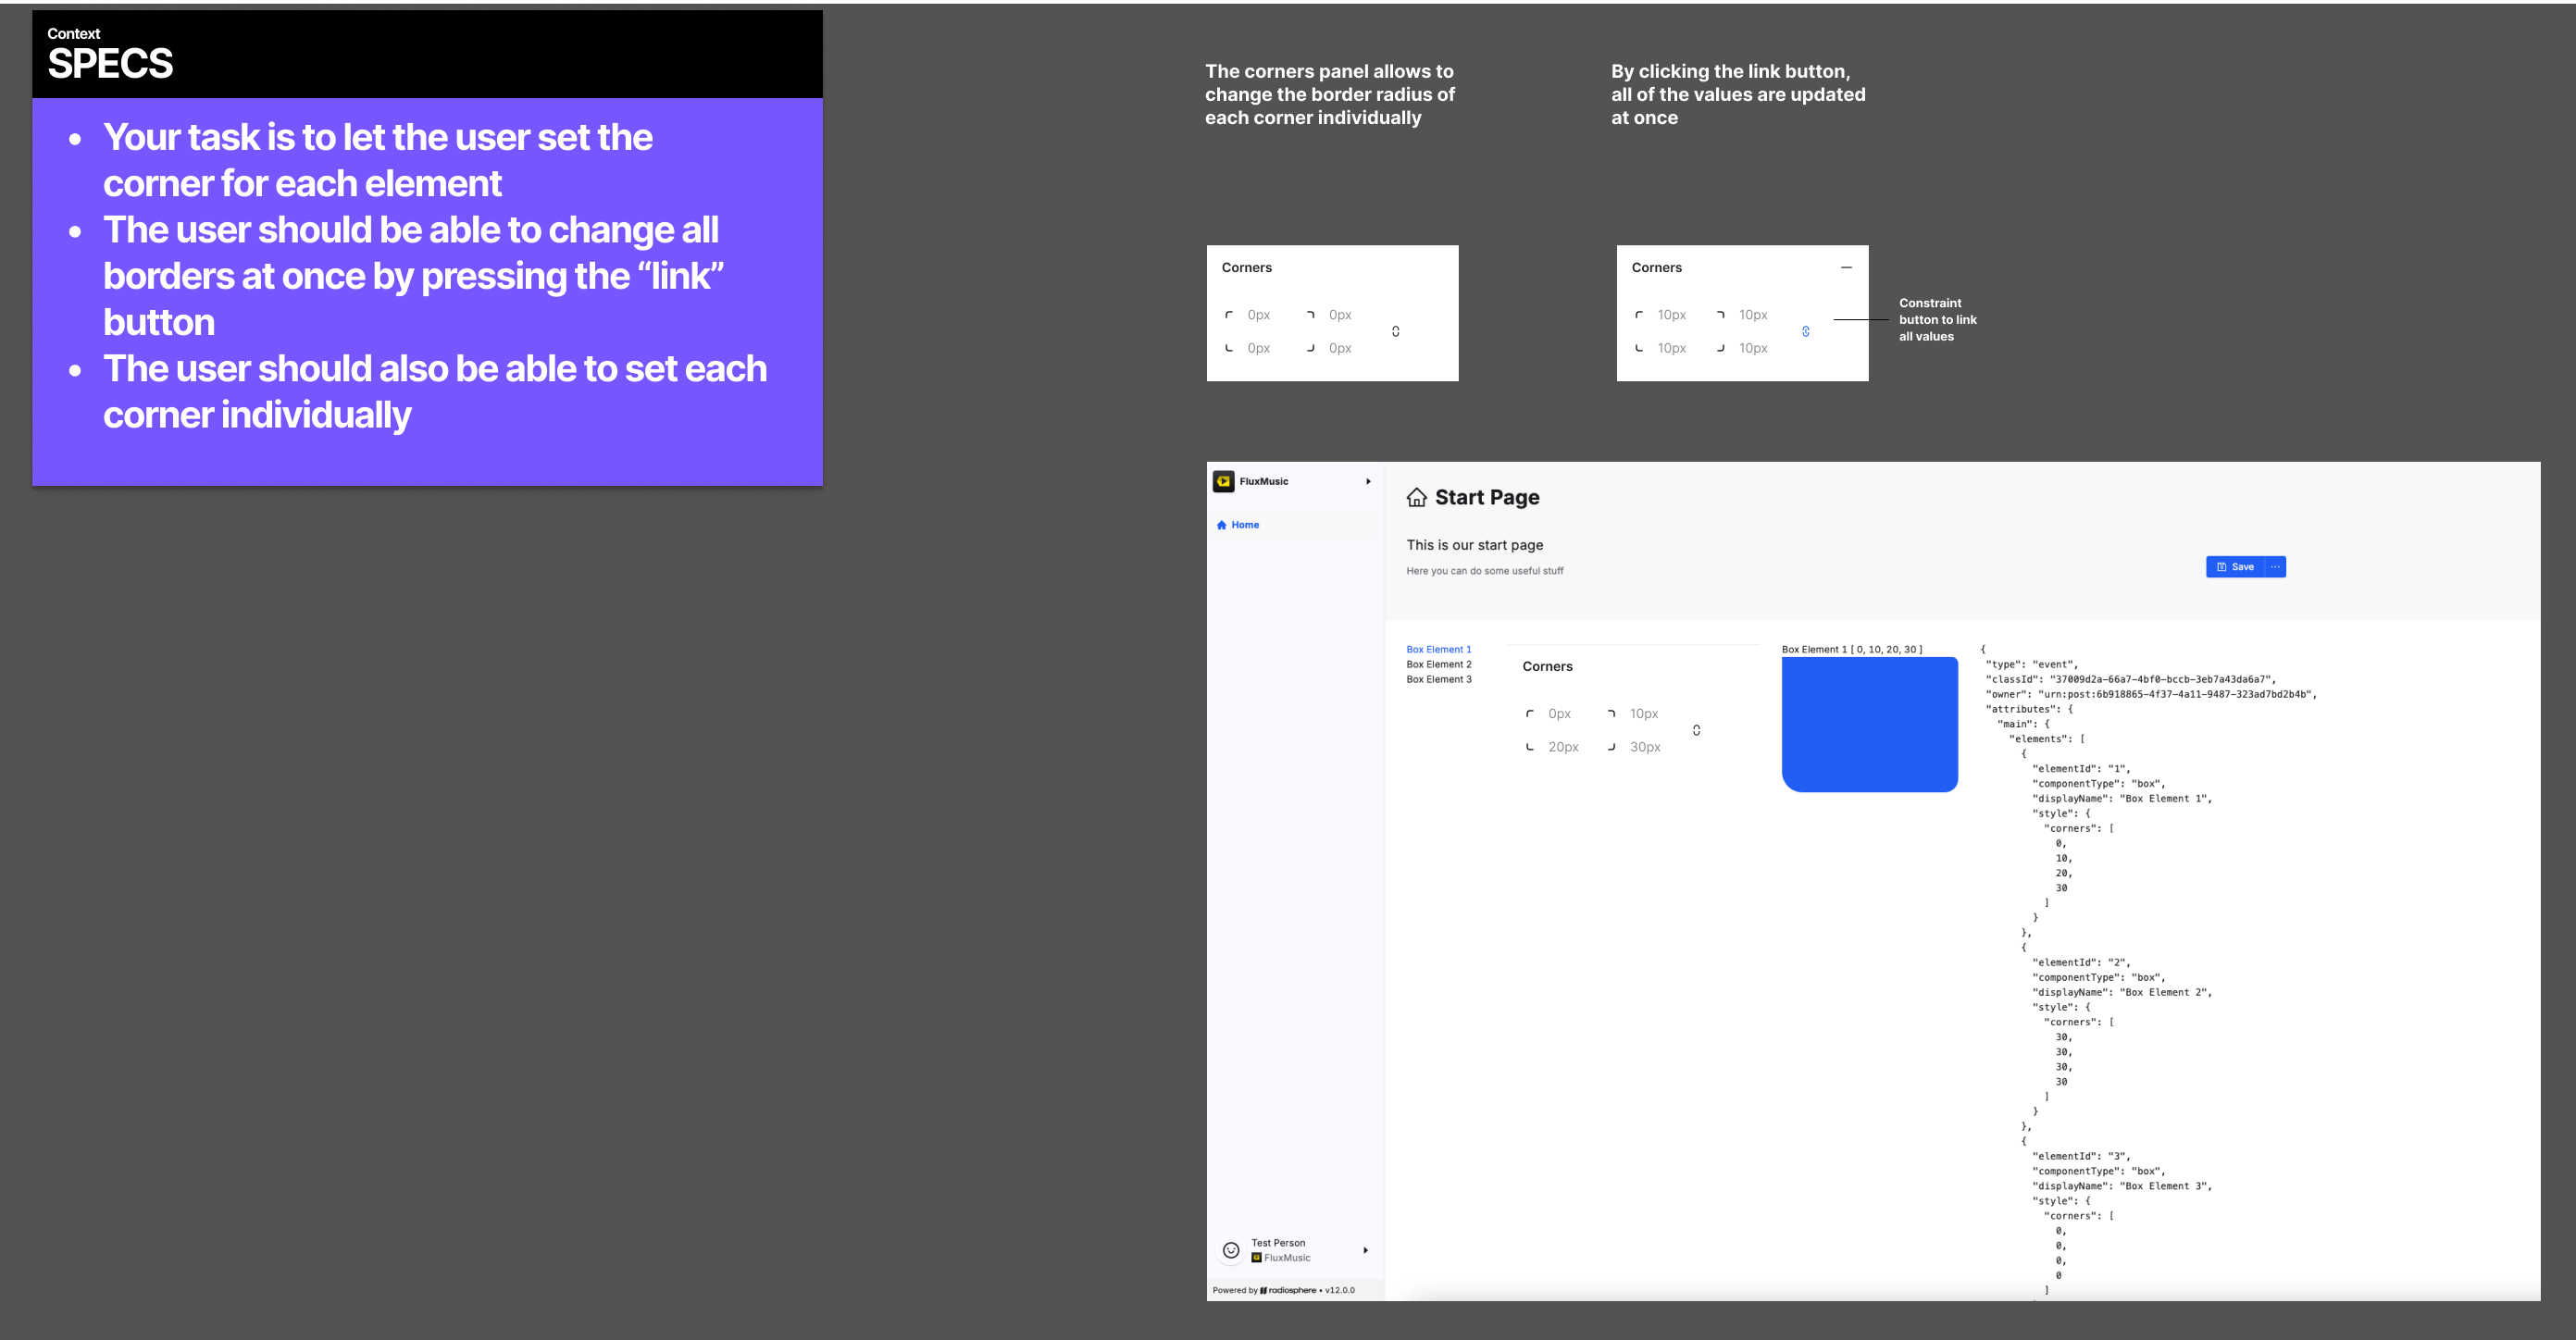 Context
SPECS
• Your task is to let the user set the
corner for each element
• The user should be able to change all
borders at once by pressing the “link”
button
• The user should also be able to set each
corner individually
The corners panel allows to
change the border radius of
each corner individually
By clicking the link button,
all of the values are updated
at once
Corners
0px 0px
0px 0px
Corners
10px 10px
10px 10px
Constraint
button to link
all values
FluxMusic
Home
Test Person
FluxMusic
Powered by radiosphere • v12.0.0
Start Page
This is our start page
Here you can do some useful stuff
Save ...
Box Element 1
Box Element 2
Box Element 3
Corners
0px 10px
20px 30px
Box Element 1 [ 0, 10, 20, 30 ]
{
"type": "event",
"classId": "37009d2a-66a7-4bf0-bccb-3eb7a43da6a7",
"owner": "urn:post:6b918865-4f37-4a11-9487-323ad7bd2b4b",
"attributes": {
"main": {
"elements": [
{
"elementId": "1",
"componentType": "box",
"displayName": "Box Element 1",
"style": {
"corners": [
0,
10,
20,
30
]
}
},
{
"elementId": "2",
"componentType": "box",
"displayName": "Box Element 2",
"style": {
"corners": [
30,
30,
30,
30
]
}
},
{
"elementId": "3",
"componentType": "box",
"displayName": "Box Element 3",
"style": {
"corners": [
0,
0,
0,
0
]